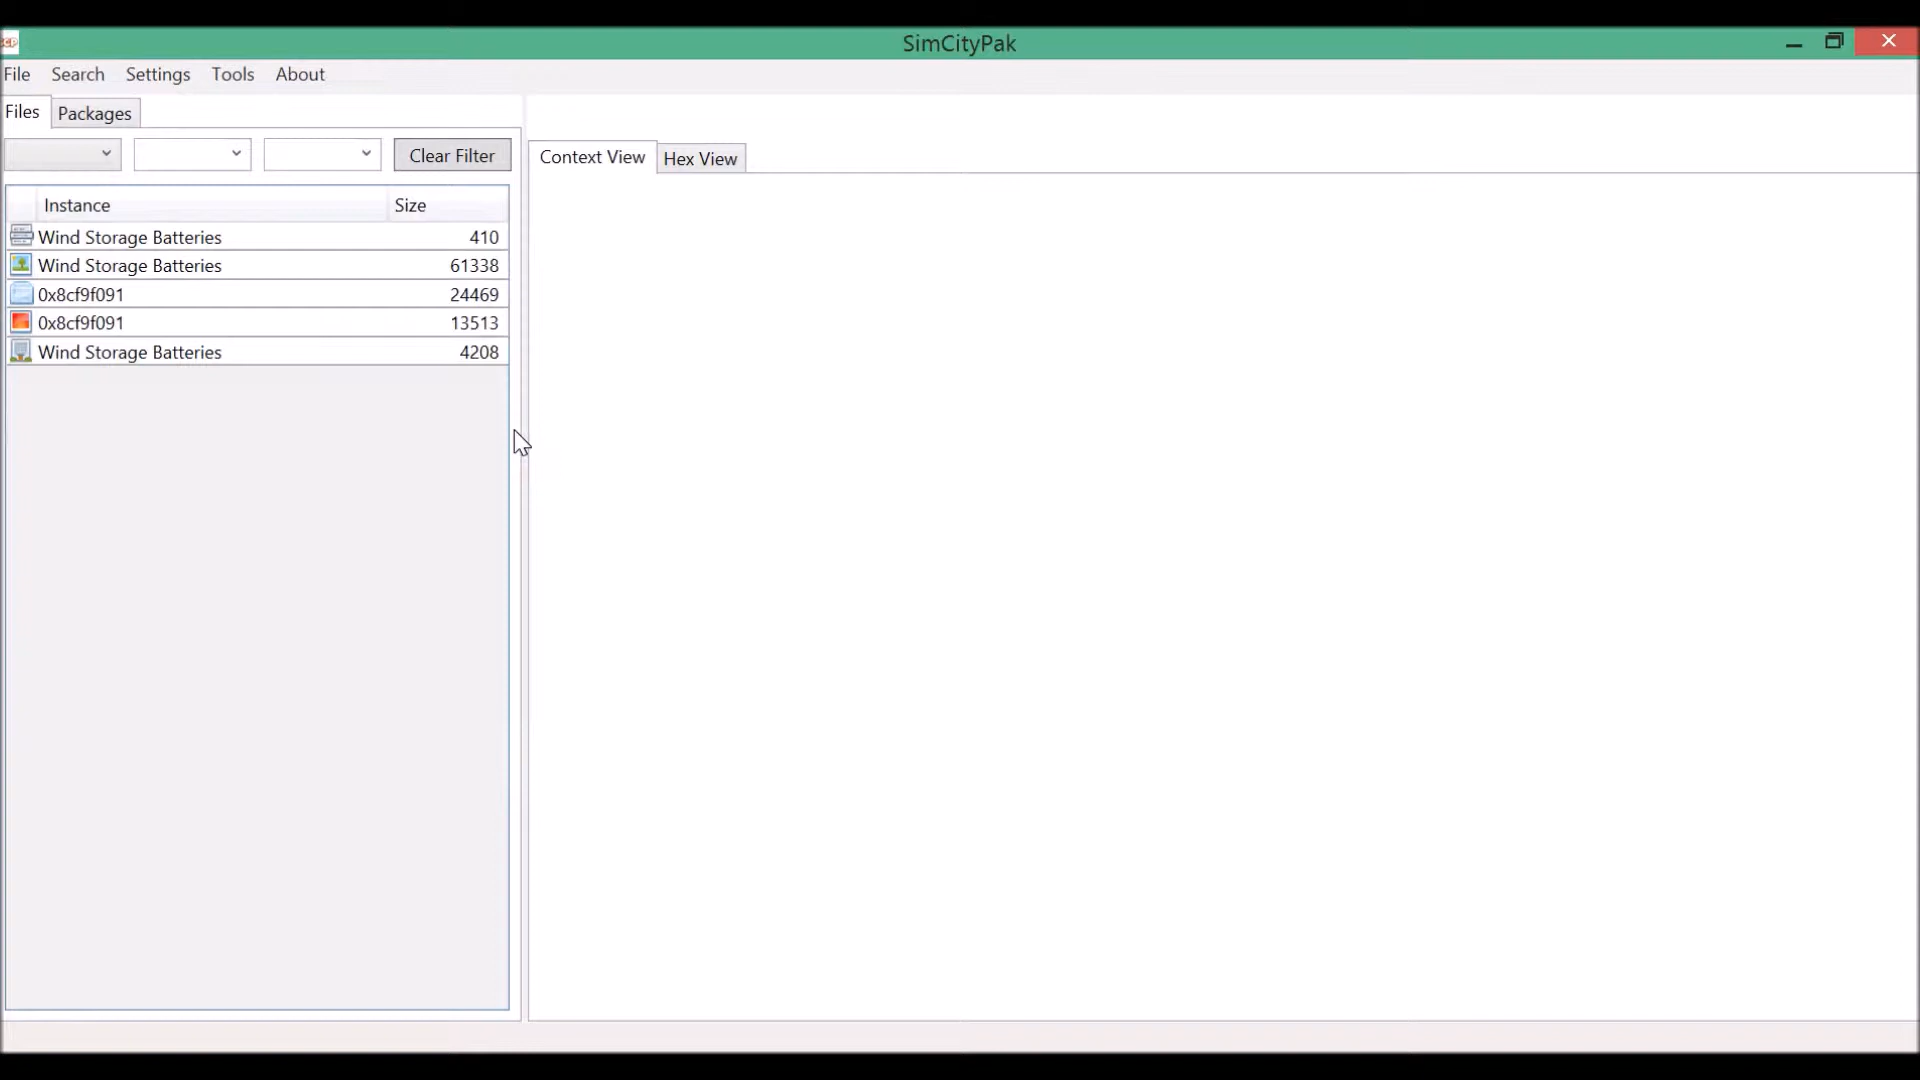 SimCityPak
File Search Settings Tools About
Files Packages
Clear Filter
Context View Hex View
Instance Size
Wind Storage Batteries 410
Wind Storage Batteries 61338
0x8cf9f091 24469
0x8cf9f091 13513
Wind Storage Batteries 4208